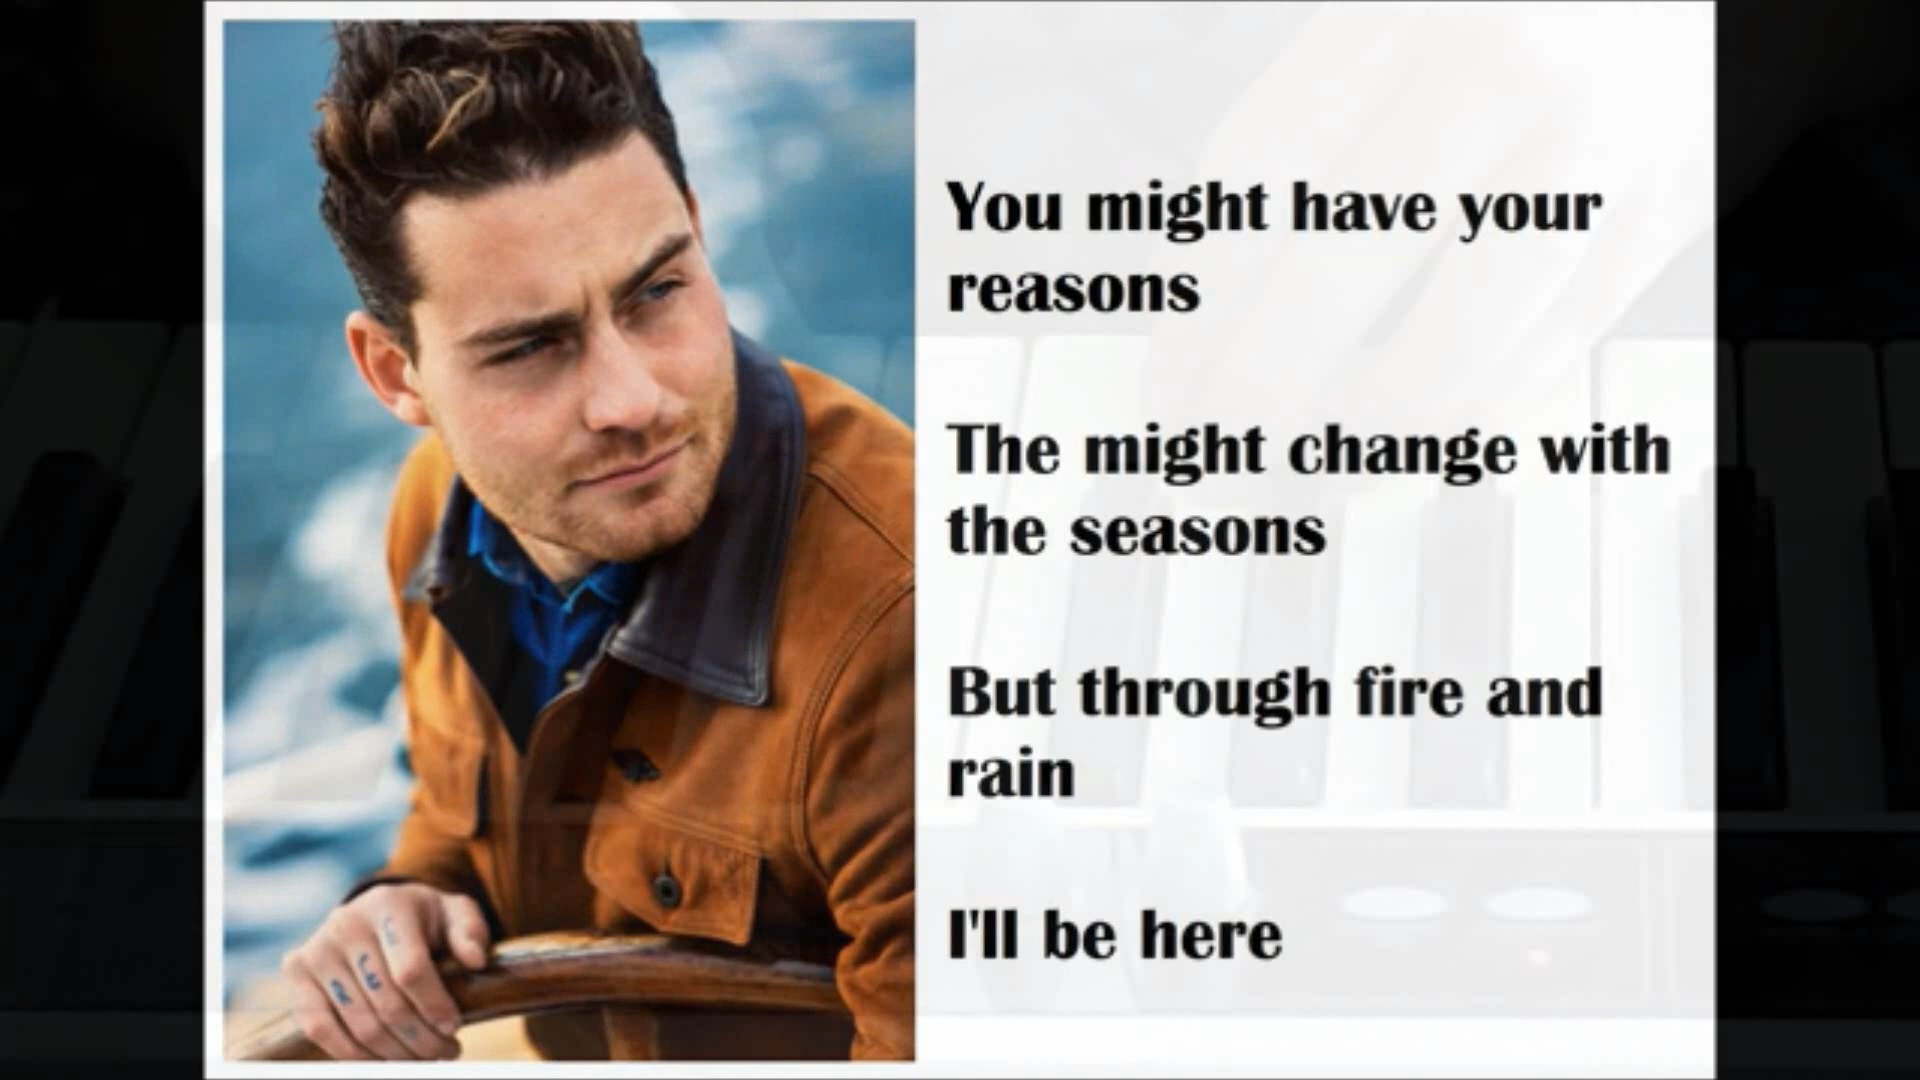 You might have your
reasons
The might change with
the seasons
But through fire and
rain
I'll be here